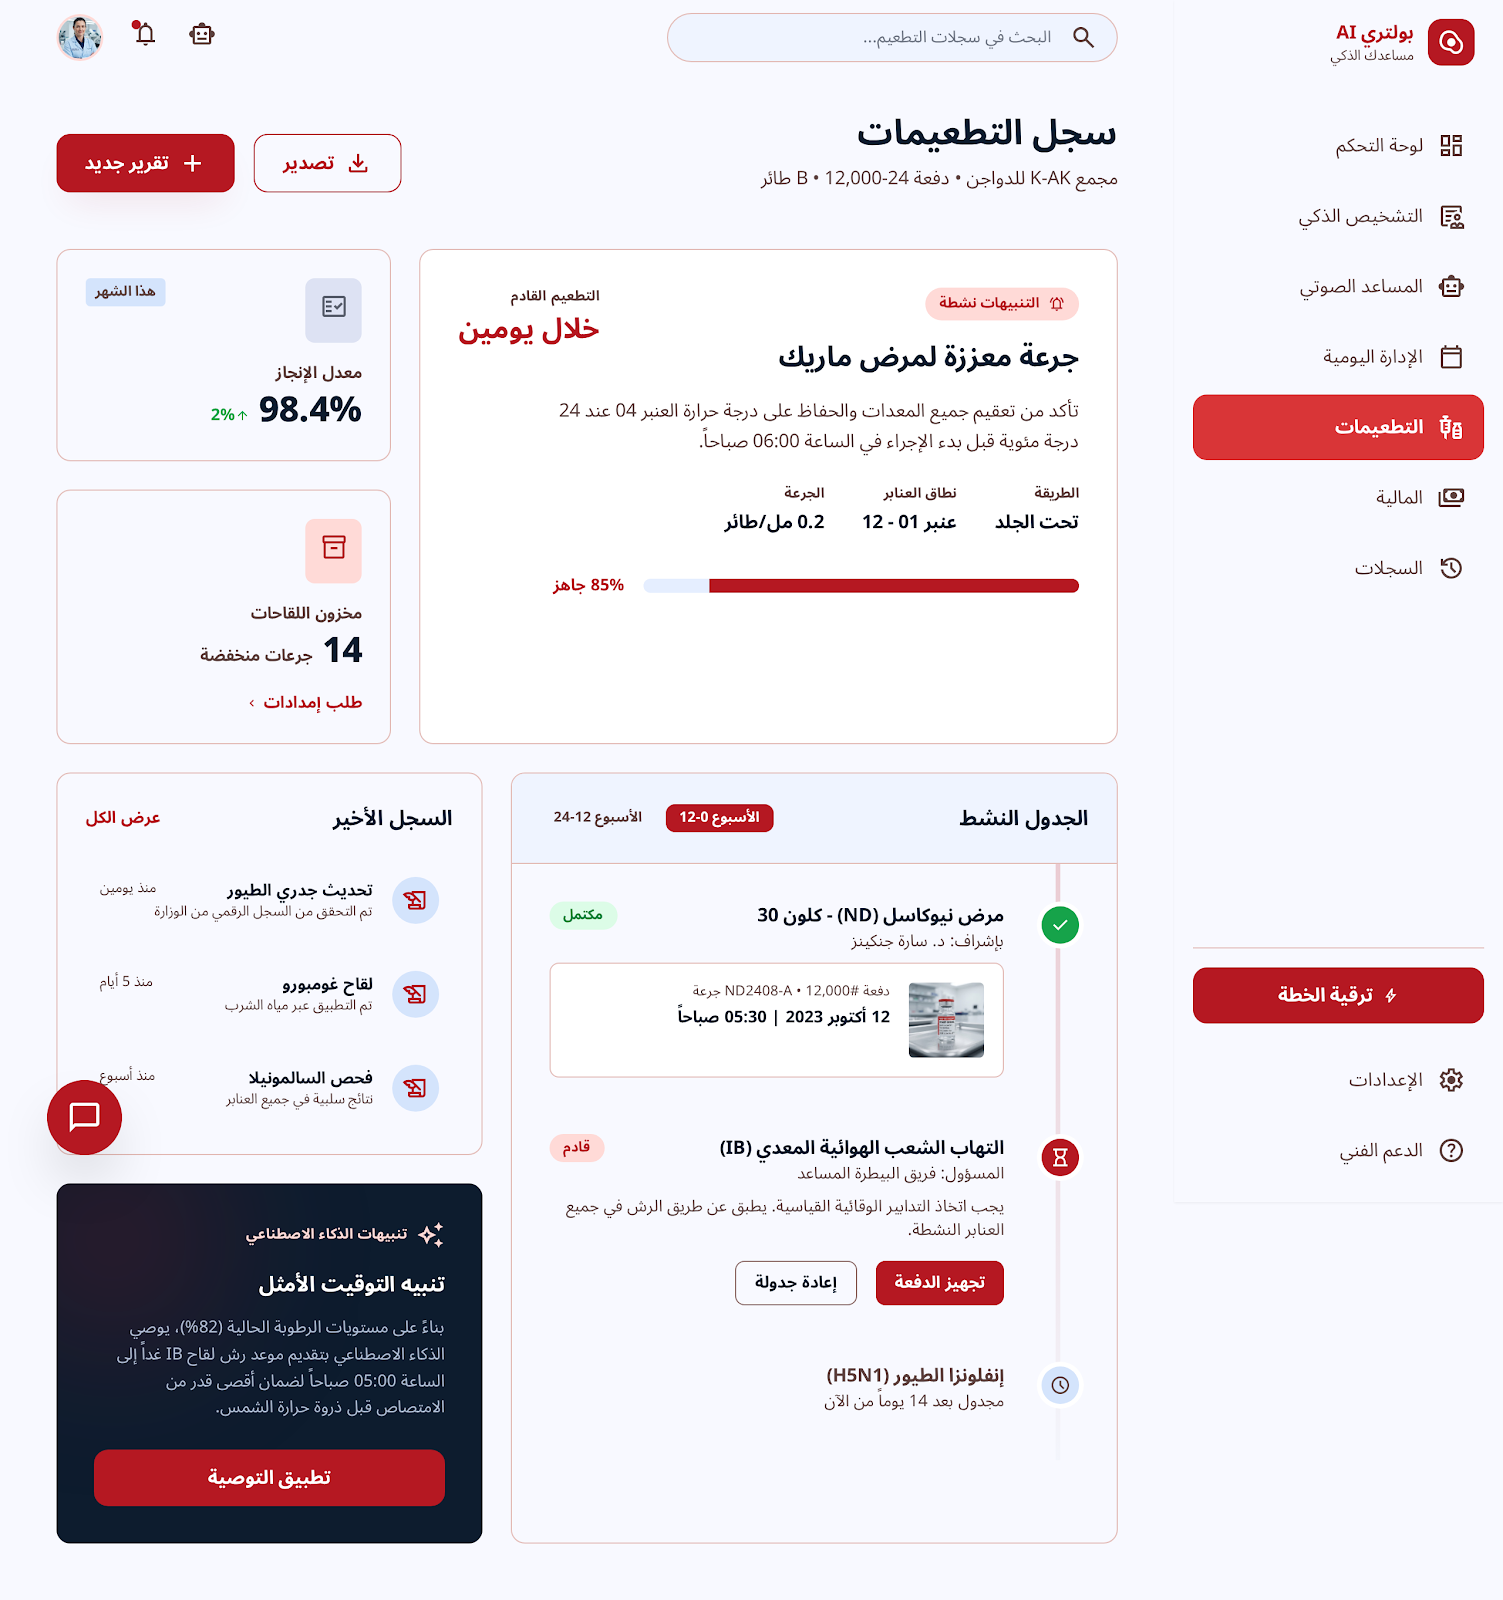 بولتري AI
مساعدك الذكي
لوحة التحكم
التشخيص الذكي
المساعد الصوتي
الإدارة اليومية
التطعيمات
المالية
السجلات
ترقية الخطة
الإعدادات
الدعم الفني
البحث في سجلات التطعيم...
سجل التطعيمات
مجمع K-AK للدواجن • دفعة 24-B • 12,000 طائر
تصدير
تقرير جديد
التنبيهات نشطة
جرعة معززة لمرض ماريك
التطعيم القادم
خلال يومين
تأكد من تعقيم جميع المعدات والحفاظ على درجة حرارة العنبر 04 عند 24
درجة مئوية قبل بدء الإجراء في الساعة 06:00 صباحاً.
الطريقة
تحت الجلد
نطاق العنابر
عنبر 01 - 12
الجرعة
0.2 مل/طائر
85% جاهز
هذا الشهر
معدل الإنجاز
98.4%
2%
مخزون اللقاحات
14 جرعات منخفضة
طلب إمدادات
الجدول النشط
الأسبوع 0-12
الأسبوع 12-24
مرض نيوكاسل (ND) - كلون 30
مكتمل
بإشراف: د. سارة جنكينز
دفعة #ND2408-A • 12,000 جرعة
12 أكتوبر 2023 | 05:30 صباحاً
التهاب الشعب الهوائية المعدي (IB)
قادم
المسؤول: فريق البيطرة المساعد
يجب اتخاذ التدابير الوقائية القياسية. يطبق عن طريق الرش في جميع
العنابر النشطة.
تجهيز الدفعة
إعادة جدولة
إنفلونزا الطيور (H5N1)
مجدول بعد 14 يوماً من الآن
السجل الأخير
عرض الكل
تحديث جدري الطيور
منذ يومين
تم التحقق من السجل الرقمي من الوزارة
لقاح غومبورو
منذ 5 أيام
تم التطبيق عبر مياه الشرب
فحص السالمونيلا
منذ أسبوع
نتائج سلبية في جميع العنابر
تنبيهات الذكاء الاصطناعي
تنبيه التوقيت الأمثل
بناءً على مستويات الرطوبة الحالية (82%)، يوصي
الذكاء الاصطناعي بتقديم موعد رش لقاح IB غداً إلى
الساعة 05:00 صباحاً لضمان أقصى قدر من
الامتصاص قبل ذروة حرارة الشمس.
تطبيق التوصية